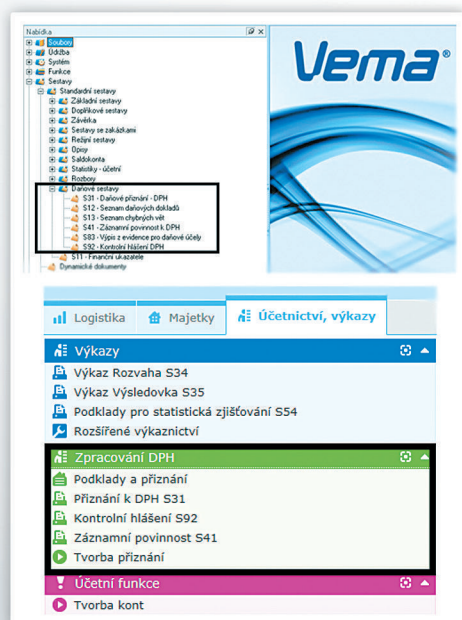 Nabídka
Soubory
Údržba
Systém
Funkce
Sestavy
Standardní sestavy
Základní sestavy
Doplňkové sestavy
Závěrka
Sestavy se zakázkami
Režijní sestavy
Opisy
Saldokonta
Statistiky - účetní
Rozbory
Daňové sestavy
S31 - Daňové přiznání - DPH
S12 - Seznam daňových dokladů
S13 - Seznam chybných vět
S41 - Záznamní povinnost k DPH
S83 - Výpis z evidence pro daňové účely
S92 - Kontrolní hlášení DPH
S11 - Finanční ukazatele
Dynamické dokumenty
Vema®
Logistika Majetky Účetnictví, výkazy
Výkazy
Výkaz Rozvaha S34
Výkaz Výsledovka S35
Podklady pro statistická zjišťování S54
Rozšířené výkaznictví
Zpracování DPH
Podklady a přiznání
Přiznání k DPH S31
Kontrolní hlášení S92
Záznamní povinnost S41
Tvorba přiznání
Účetní funkce
Tvorba kont